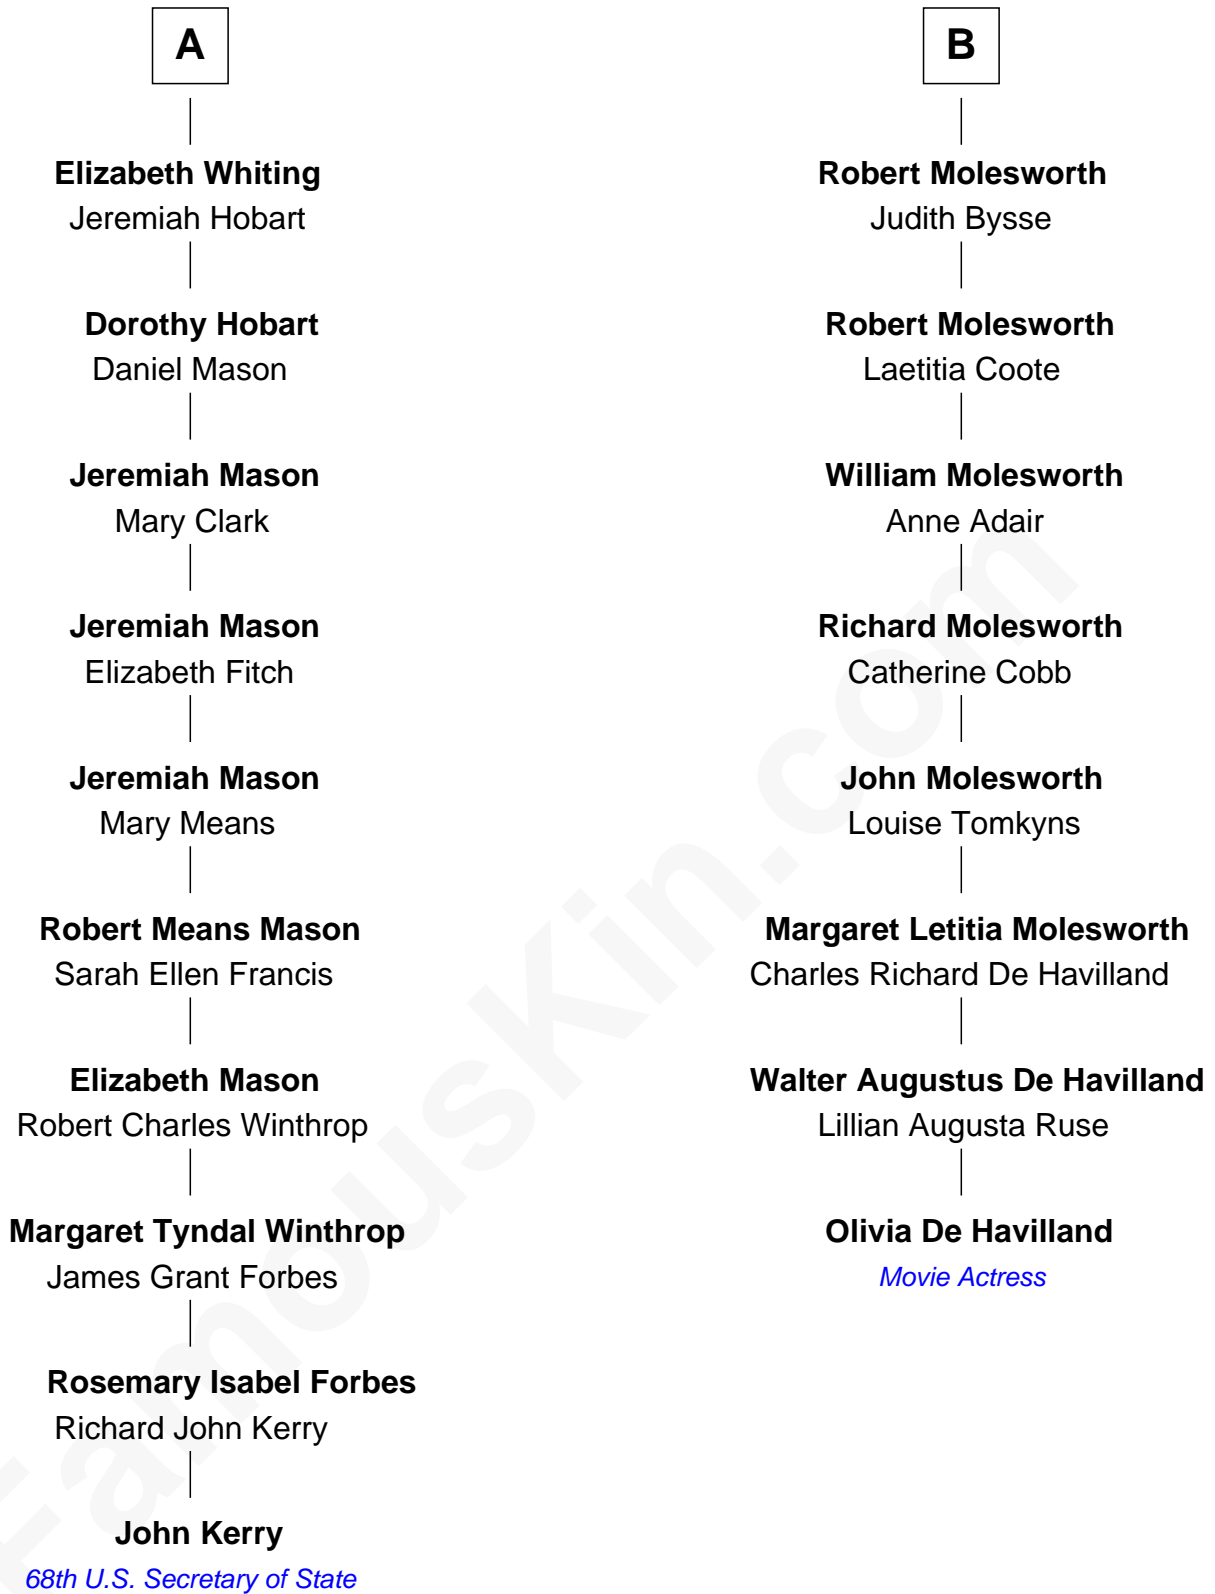 A
Elizabeth Whiting
Jeremiah Hobart
Dorothy Hobart
Daniel Mason
Jeremiah Mason
Mary Clark
Jeremiah Mason
Elizabeth Fitch
Jeremiah Mason
Mary Means
Robert Means Mason
Sarah Ellen Francis
Elizabeth Mason
Robert Charles Winthrop
Margaret Tyndal Winthrop
James Grant Forbes
Rosemary Isabel Forbes
Richard John Kerry
John Kerry
68th U.S. Secretary of State
B
Robert Molesworth
Judith Bysse
Robert Molesworth
Laetitia Coote
William Molesworth
Anne Adair
Richard Molesworth
Catherine Cobb
John Molesworth
Louise Tomkyns
Margaret Letitia Molesworth
Charles Richard De Havilland
Walter Augustus De Havilland
Lillian Augusta Ruse
Olivia De Havilland
Movie Actress
FamousKin.com